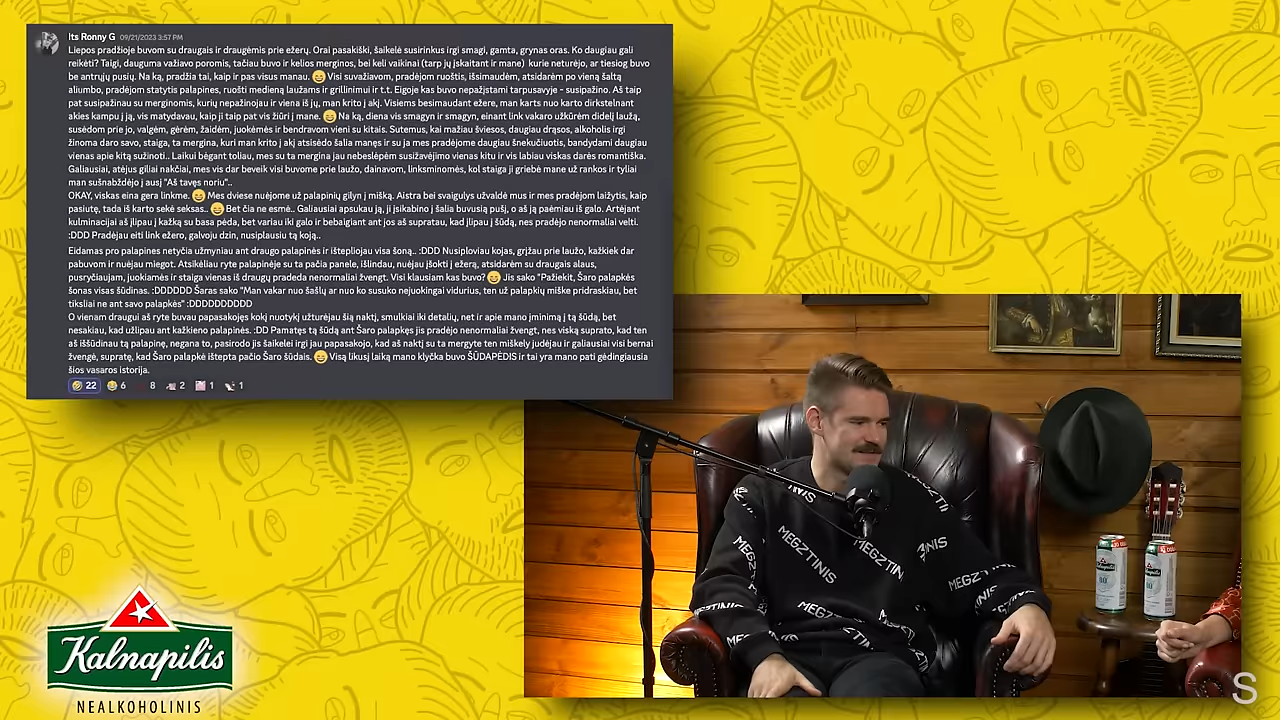 !ts Ronny G 09/21/2023 3:57 PM
Liepos pradžioje buvom su draugais ir draugėmis prie ežerų. Orai pasakiški, šaikelė susirinkus irgi smagi, gamta, grynas oras. Ko daugiau gali
reikėti? Taigi, dauguma važiavo poromis, tačiau buvo ir kelios merginos, bei keli vaikinai (tarp jų įskaitant ir mane) kurie neturėjo, ar tiesiog buvo
be antrųjų pusių. Na ką, pradžia tai, kaip ir pas visus manau. 😄 Visi suvažiavom, pradėjom ruoštis, išsimaudėm, atsidarėm po vieną šaltą
aliumbo, pradėjom statytis palapines, ruošti medieną laužams ir grillinimui ir t.t. Eigoje kas buvo nepažįstami tarpusavyje - susipažino. Aš taip
pat susipažinau su merginomis, kurių nepažinojau ir viena iš jų, man krito į akį. Visiems besimaudant ežere, man karts nuo karto dirkstelnant
akies kampu į ją, vis matydavau, kaip ji taip pat vis žiūri į mane. 😄 Na ką, diena vis smagyn ir smagyn, einant link vakaro užkūrėm didelį laužą,
susėdom prie jo, valgėm, gėrėm, žaidėm, juokėmės ir bendravom vieni su kitais. Sutemus, kai mažiau šviesos, daugiau drąsos, alkoholis irgi
žinoma daro savo, staiga, ta mergina, kuri man krito į akį atsisėdo šalia manęs ir su ja mes pradėjome daugiau šnekučiuotis, bandydami daugiau
vienas apie kitą sužinoti.. Laikui bėgant toliau, mes su ta mergina jau nebeslėpėm susižavėjimo vienas kitu ir vis labiau viskas darės romantiška.
Galiausiai, atėjus giliai nakčiai, mes vis dar beveik visi buvome prie laužo, dainavom, linksminomės, kol staiga ji griebė mane už rankos ir tyliai
man sušnabždėjo į ausį "Aš tavęs noriu"..
OKAY, viskas eina gera linkme. 😄 Mes dviese nuėjome už palapinių gilyn į mišką. Aistra bei svaigulys užvaldė mus ir mes pradėjom laižytis, kaip
pasiutę, tada iš karto sekė seksas.. 😄 Bet čia ne esmė.. Galiausiai apsukau ją, ji įsikabino į šalia buvusią pušį, o aš ją paėmiau iš galo. Artėjant
kulminacijai aš įlipau į kažką su basa pėda, bet variau iki galo ir bebaigiant ant jos aš supratau, kad įlipau į šūdą, nes pradėjo nenormaliai velti.
:DDD Pradėjau eiti link ežero, galvoju dzin, nusiplausiu tą koją..
Eidamas pro palapines netyčia užmyniau ant draugo palapinės ir ištepliojau visa šoną.. :DDD Nusiploviau kojas, grįžau prie laužo, kažkiek dar
pabuvom ir nuėjau miegot. Atsikėliau ryte palapinėje su ta pačia panele, išlindau, nuėjau įšokti į ežerą, atsidarėm su draugais alaus,
pusryčiaujam, juokiamės ir staiga vienas iš draugų pradeda nenormaliai žvengt. Visi klausiam kas buvo? 😄 Jis sako "Pažiekit, Šaro palapkės
šonas visas šūdinas. :DDDDDD Šaras sako "Man vakar nuo šašlų ar nuo ko susuko nejuokingai vidurius, ten už palapkių miške pridraskiau, bet
tiksliai ne ant savo palapkės" :DDDDDDDDDD
O vienam draugui aš ryte buvau papasakojęs kokį nuotykį užturėjau šią naktį, smulkiai iki detalių, net ir apie mano įminimą į tą šūdą, bet
nesakiau, kad užlipau ant kažkieno palapinės. :DD Pamatęs tą šūdą ant Šaro palapkęs jis pradėjo nenormaliai žvengt, nes viską suprato, kad ten
aš iššūdinau tą palapinę, negana to, pasirodo jis šaikelei irgi jau papasakojo, kad aš naktį su ta mergyte ten miškely judėjau ir galiausiai visi bernai
žvengė, supratę, kad Šaro palapkė ištepta pačio Šaro šūdais. 😄 Visą likusį laiką mano klyčka buvo ŠŪDAPĖDIS ir tai yra mano pati gėdingiausia
šios vasaros istorija.
22 6 8 2 1 1
MEGZTINIS
MEGZTINIS
MEGZTINIS
MEGZTINIS
Kalnapilis
Kalnapilis
Kalnapilis
NEALKOHOLINIS
S